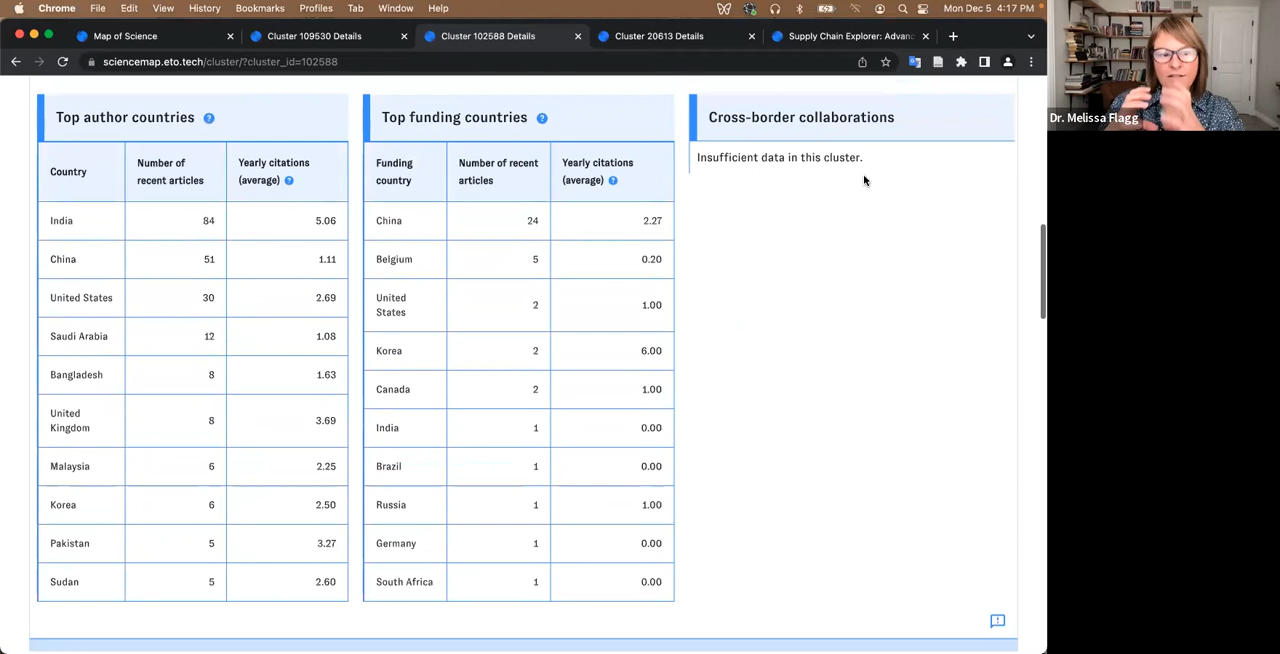 Chrome File Edit View History Bookmarks Profiles Tab Window Help Mon Dec 5 4:17 PM
Map of Science
Cluster 109530 Details
Cluster 102588 Details
Cluster 20613 Details
Supply Chain Explorer: Advanc
sciencemap.eto.tech/cluster/?cluster_id=102588
Dr. Melissa Flagg
Top author countries ?
Country
Number of
recent articles
Yearly citations
(average) ?
India 84 5.06
China 51 1.11
United States 30 2.69
Saudi Arabia 12 1.08
Bangladesh 8 1.63
United
Kingdom 8 3.69
Malaysia 6 2.25
Korea 6 2.50
Pakistan 5 3.27
Sudan 5 2.60
Top funding countries ?
Funding
country
Number of recent
articles
Yearly citations
(average) ?
China 24 2.27
Belgium 5 0.20
United
States 2 1.00
Korea 2 6.00
Canada 2 1.00
India 1 0.00
Brazil 1 0.00
Russia 1 1.00
Germany 1 0.00
South Africa 1 0.00
Cross-border collaborations
Insufficient data in this cluster.